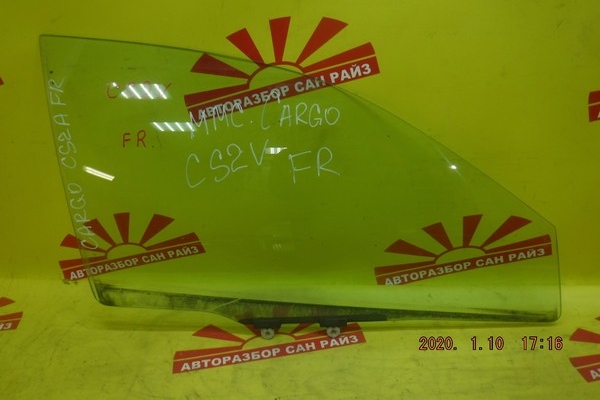 АВТОРАЗБОР САН РАЙЗ
MMC CARGO
CS2V FR
FR.
CARGO CS2A FR.
АВТОРАЗБОР САН РАЙЗ
АВТОРАЗБОР САН РАЙЗ
АВТОРАЗБОР САН РАЙЗ
2020. 1.10 17:16